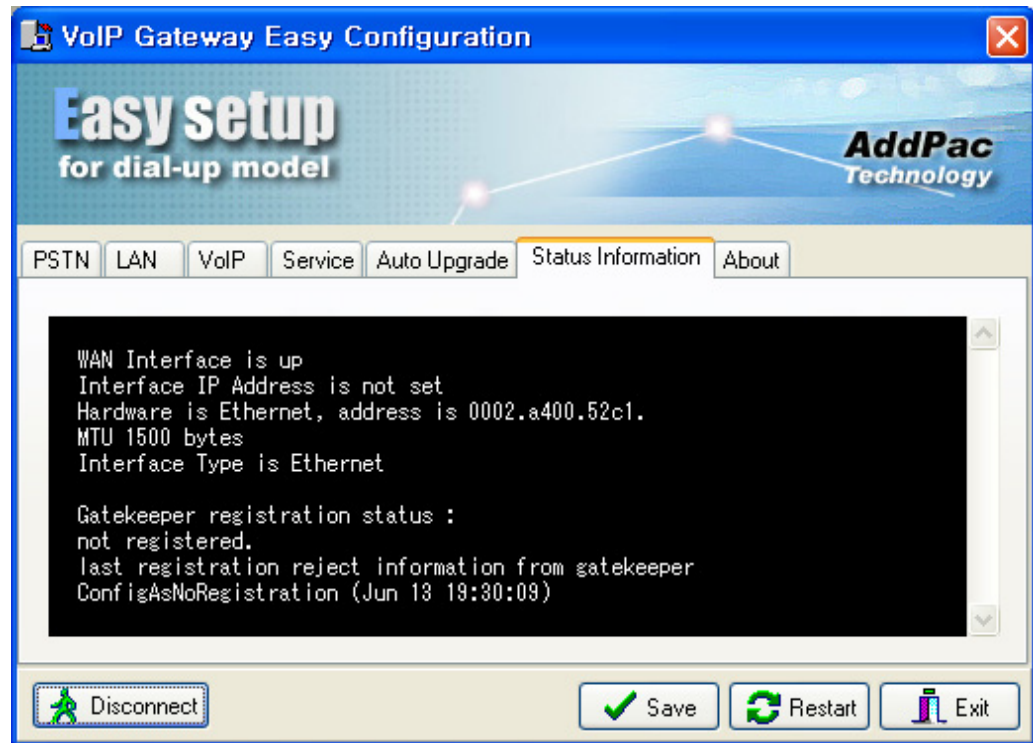 VoIP Gateway Easy Configuration
Easy setup
for dial-up model
AddPac
Technology
PSTN LAN VoIP Service Auto Upgrade Status Information About
WAN Interface is up
Interface IP Address is not set
Hardware is Ethernet, address is 0002.a400.52c1.
MTU 1500 bytes
Interface Type is Ethernet
Gatekeeper registration status :
not registered.
last registration reject information from gatekeeper
ConfigAsNoRegistration (Jun 13 19:30:09)
Disconnect Save Restart Exit